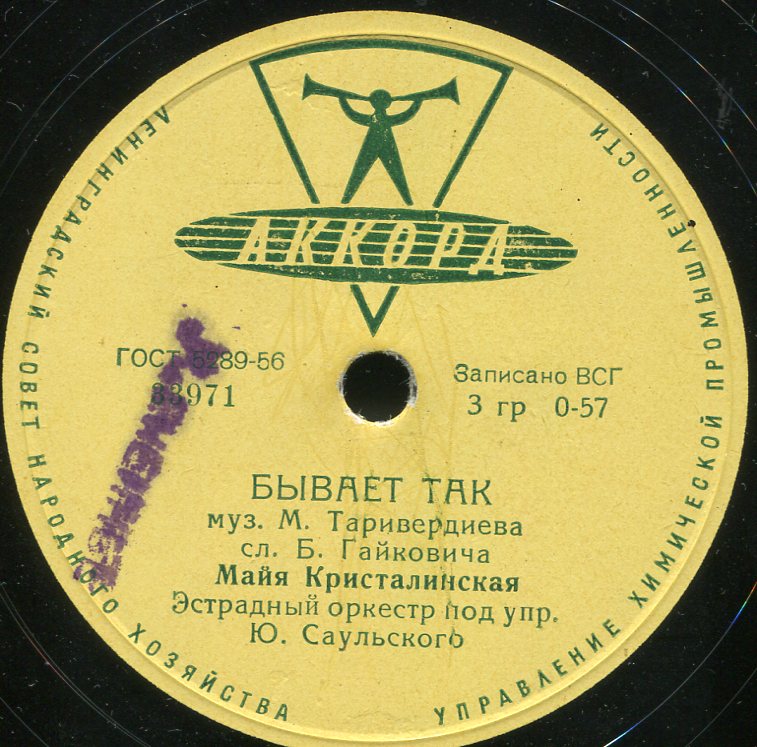 АККОРД
ЛЕНИНГРАДСКИЙ СОВЕТ НАРОДНОГО ХОЗЯЙСТВА
УПРАВЛЕНИЕ ХИМИЧЕСКОЙ ПРОМЫШЛЕННОСТИ
ГОСТ 5289-56
33971
Записано ВСГ
3 гр 0-57
БЫВАЕТ ТАК
муз. М. Таривердиева
сл. Б. Гайковича
Майя Кристалинская
Эстрадный оркестр под упр.
Ю. Саульского